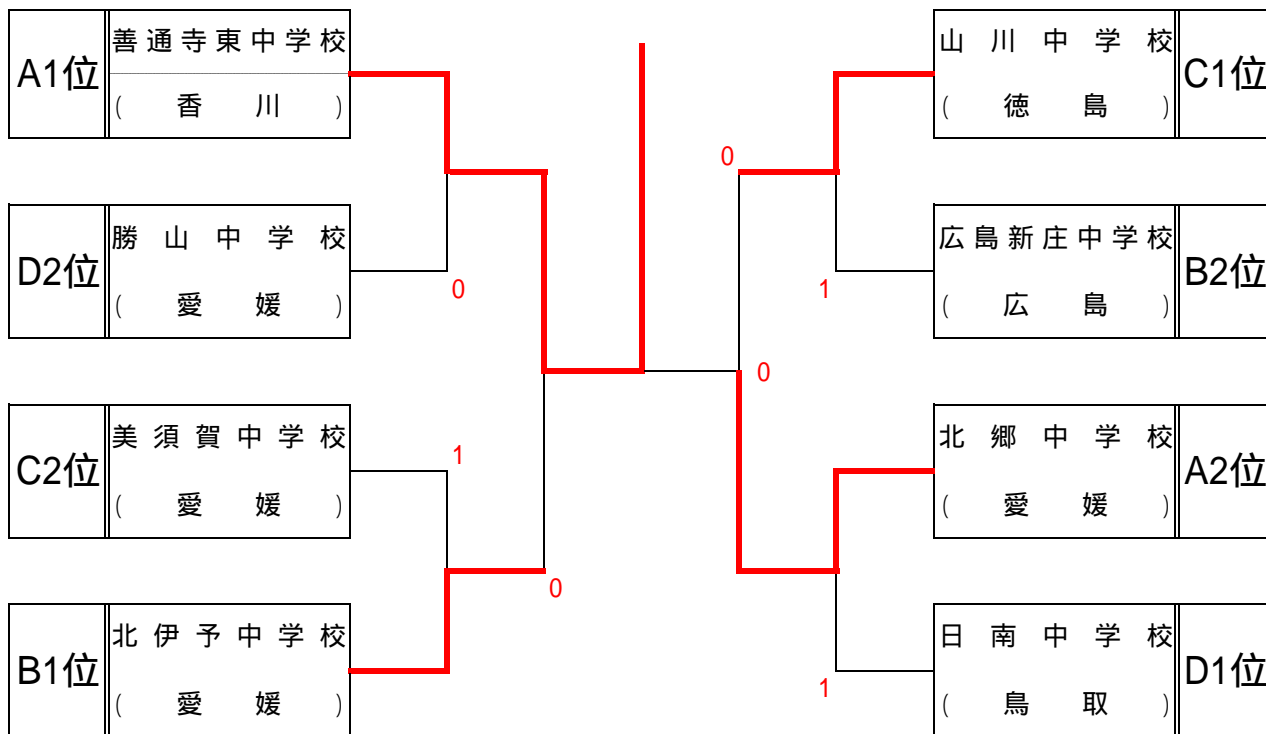 A1位
善通寺東中学校
(香川)
D2位
勝山中学校
(愛媛)
0
C2位
美須賀中学校
(愛媛)
1
B1位
北伊予中学校
(愛媛)
0
山川中学校
(徳島)
C1位
0
広島新庄中学校
(広島)
B2位
1
0
北郷中学校
(愛媛)
A2位
日南中学校
(鳥取)
D1位
1